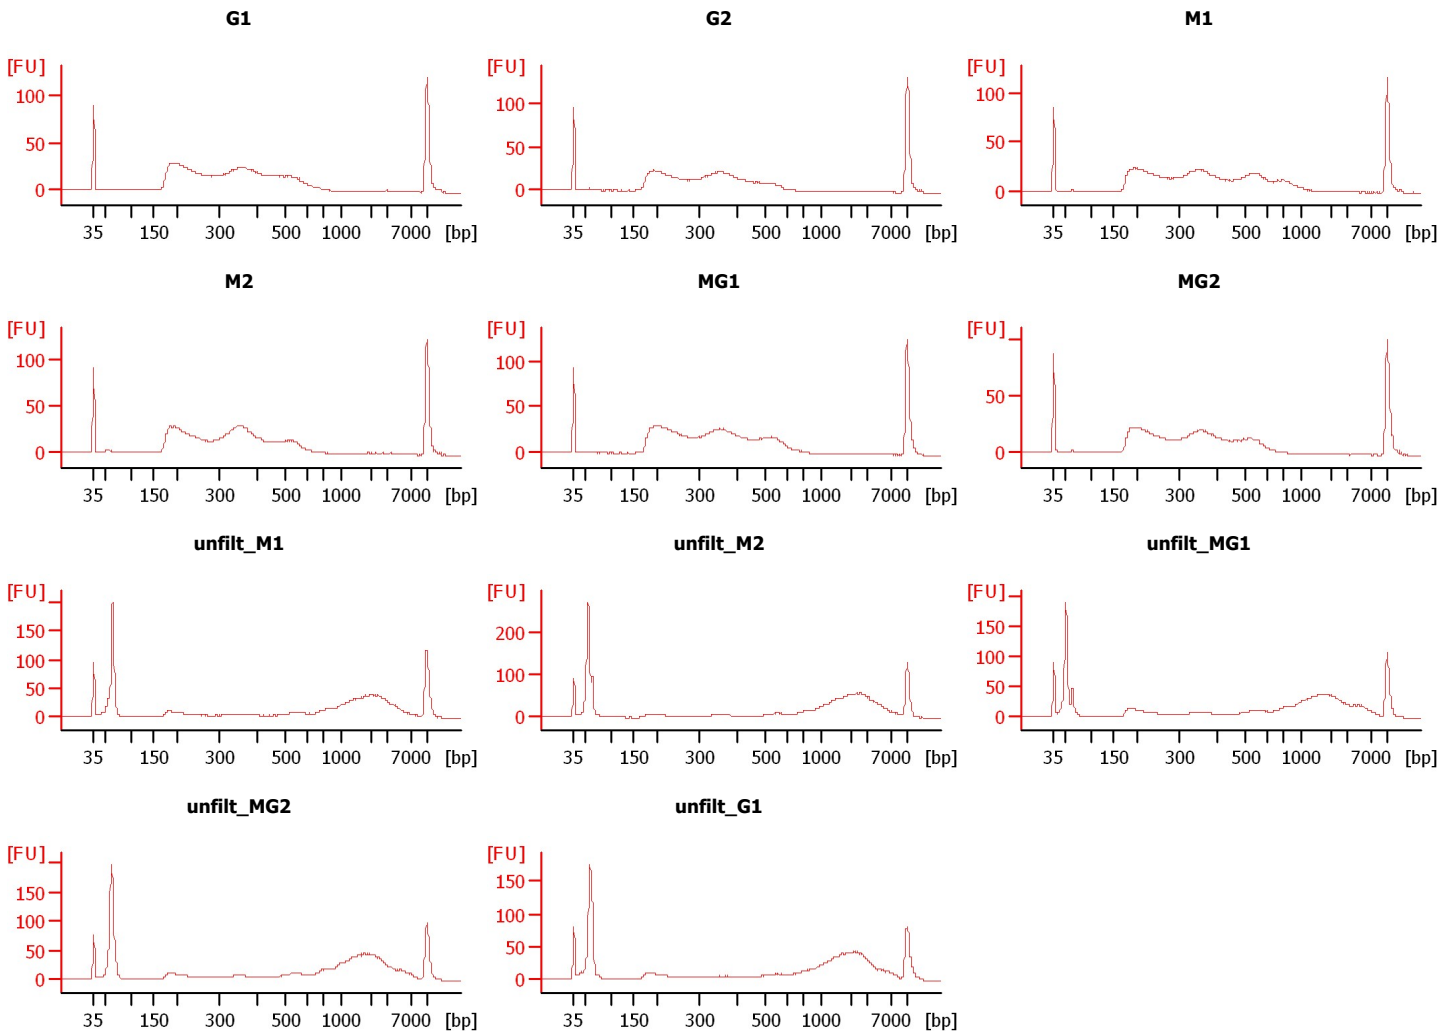 G1 G2 M1
[FU] [FU] [FU]
100 100 100
50 50 50
0 0 0
35 150 300 500 1000 7000 [bp] 35 150 300 500 1000 7000 [bp] 35 150 300 500 1000 7000 [bp]
M2 MG1 MG2
[FU] [FU] [FU]
100 100
50 50 50
0 0 0
35 150 300 500 1000 7000 [bp] 35 150 300 500 1000 7000 [bp] 35 150 300 500 1000 7000 [bp]
unfilt_M1 unfilt_M2 unfilt_MG1
[FU] [FU] [FU]
150 200 150
100 100 100
50 50
0 0 0
35 150 300 500 1000 7000 [bp] 35 150 300 500 1000 7000 [bp] 35 150 300 500 1000 7000 [bp]
unfilt_MG2 unfilt_G1
[FU] [FU]
150 150
100 100
50 50
0 0
35 150 300 500 1000 7000 [bp] 35 150 300 500 1000 7000 [bp]